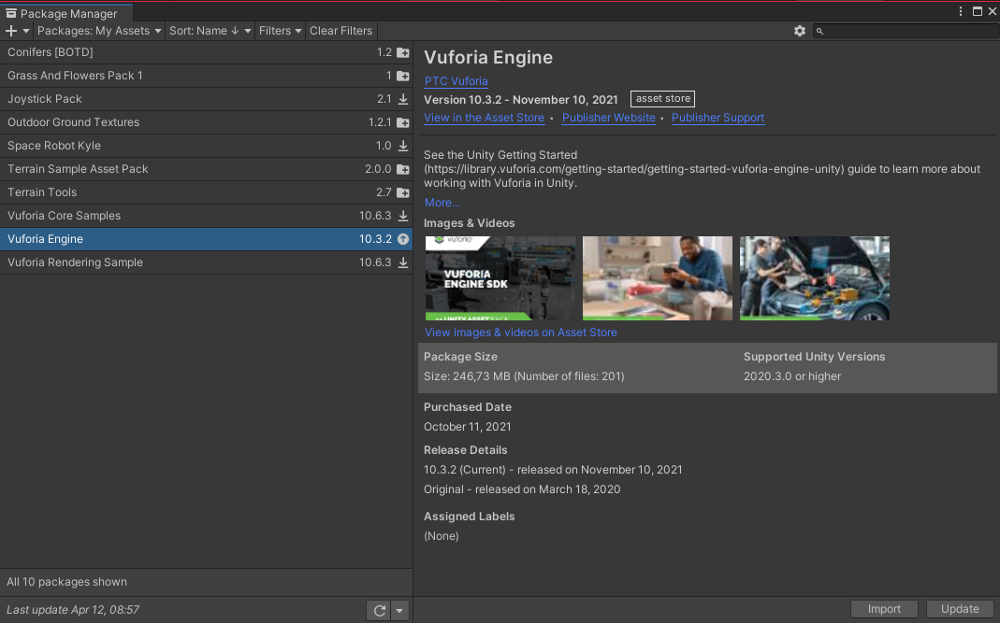 Package Manager
Packages: My Assets Sort: Name ↓ Filters Clear Filters
Conifers [BOTD] 1.2
Grass And Flowers Pack 1 1
Joystick Pack 2.1
Outdoor Ground Textures 1.2.1
Space Robot Kyle 1.0
Terrain Sample Asset Pack 2.0.0
Terrain Tools 2.7
Vuforia Core Samples 10.6.3
Vuforia Engine 10.3.2
Vuforia Rendering Sample 10.6.3
All 10 packages shown
Last update Apr 12, 08:57
Vuforia Engine
PTC Vuforia
Version 10.3.2 - November 10, 2021 asset store
View in the Asset Store • Publisher Website • Publisher Support
See the Unity Getting Started
(https://library.vuforia.com/getting-started/getting-started-vuforia-engine-unity) guide to learn more about
working with Vuforia in Unity.
More...
Images & Videos
vuforia
VUFORIA
ENGINE SDK
UNITY ASSET PACK
View images & videos on Asset Store
Package Size Supported Unity Versions
Size: 246,73 MB (Number of files: 201) 2020.3.0 or higher
Purchased Date
October 11, 2021
Release Details
10.3.2 (Current) - released on November 10, 2021
Original - released on March 18, 2020
Assigned Labels
(None)
Import Update